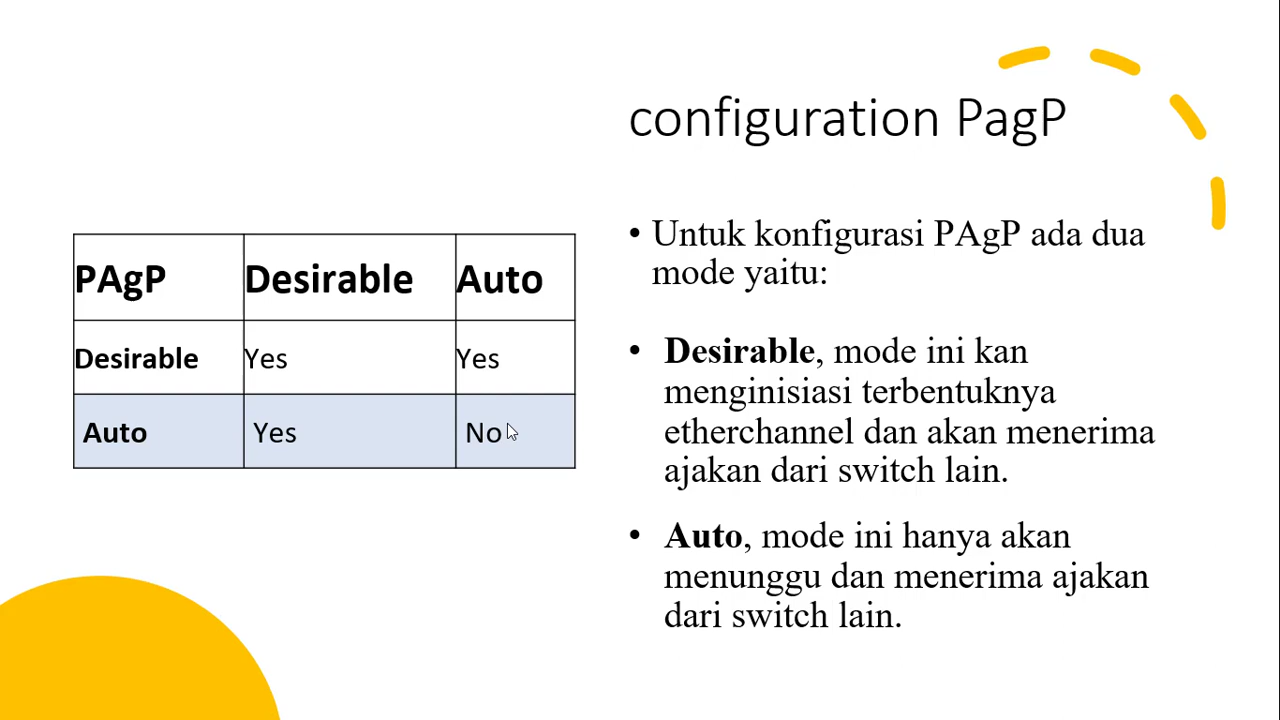 configuration PagP
PAgP Desirable Auto
Desirable Yes Yes
Auto Yes No
• Untuk konfigurasi PAgP ada dua
mode yaitu:
• Desirable, mode ini kan
menginisiasi terbentuknya
etherchannel dan akan menerima
ajakan dari switch lain.
• Auto, mode ini hanya akan
menunggu dan menerima ajakan
dari switch lain.